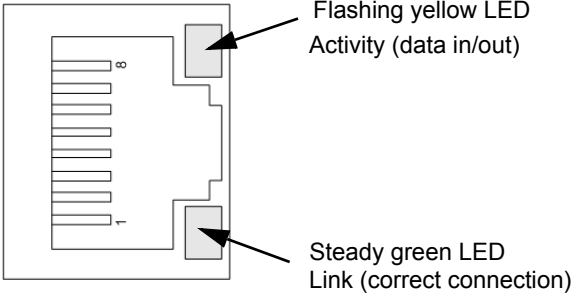 Flashing yellow LED
Activity (data in/out)
8
1
Steady green LED
Link (correct connection)